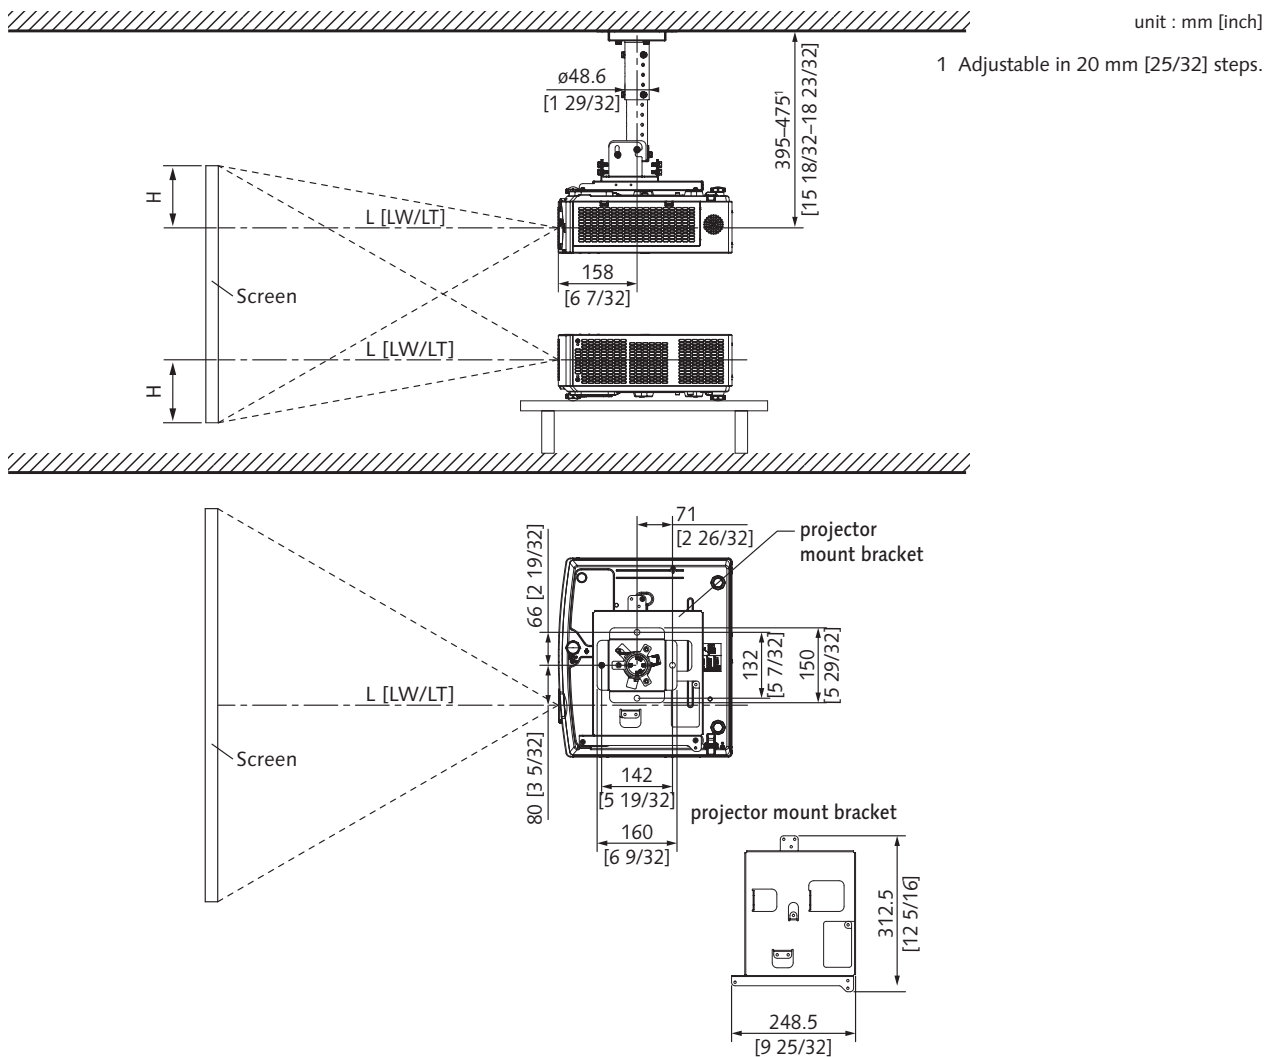 unit : mm [inch]
1 Adjustable in 20 mm [25/32] steps.
ø48.6
[1 29/32]
395–475¹
[15 18/32–18 23/32]
H
L [LW/LT]
158
[6 7/32]
Screen
L [LW/LT]
H
71
[2 26/32]
projector
mount bracket
66 [2 19/32]
132
[5 7/32]
150
[5 29/32]
L [LW/LT]
Screen
80 [3 5/32]
142
[5 19/32]
160
[6 9/32]
projector mount bracket
312.5
[12 5/16]
248.5
[9 25/32]